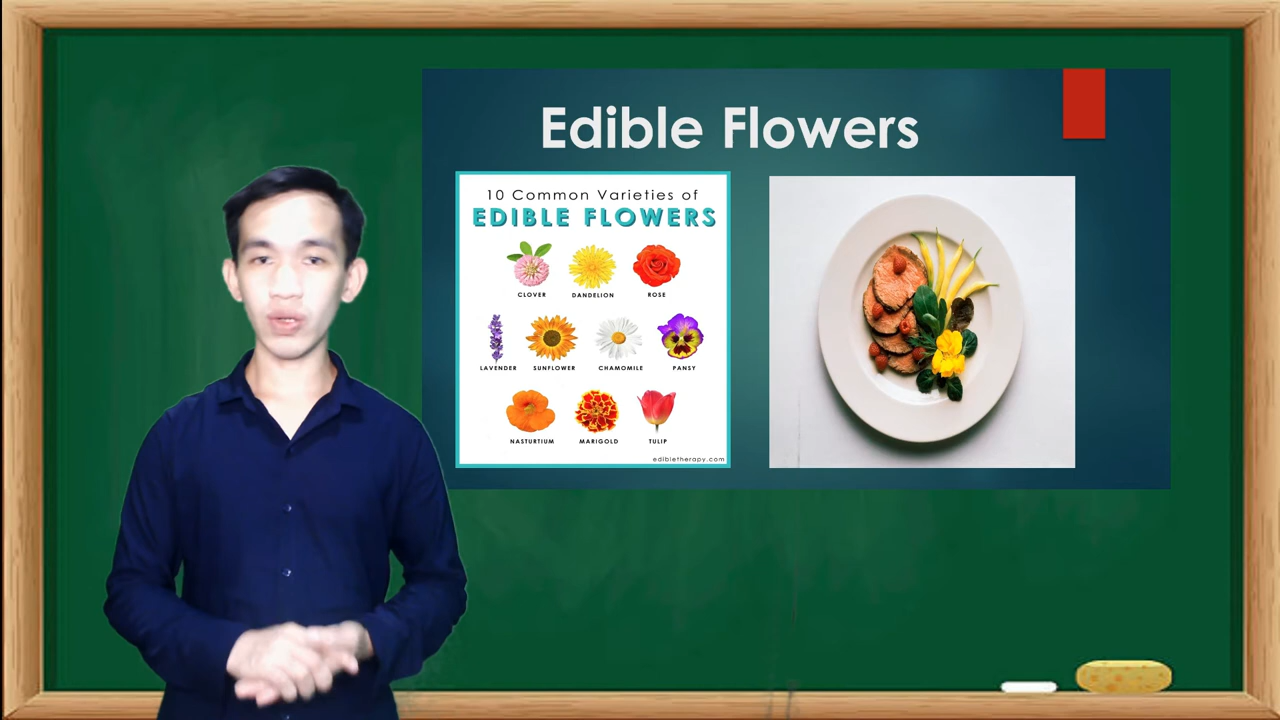 Edible Flowers
10 Common Varieties of
EDIBLE FLOWERS
CLOVER
DANDELION
ROSE
LAVENDER
SUNFLOWER
CHAMOMILE
PANSY
NASTURTIUM
MARIGOLD
TULIP
edibletherapy.com